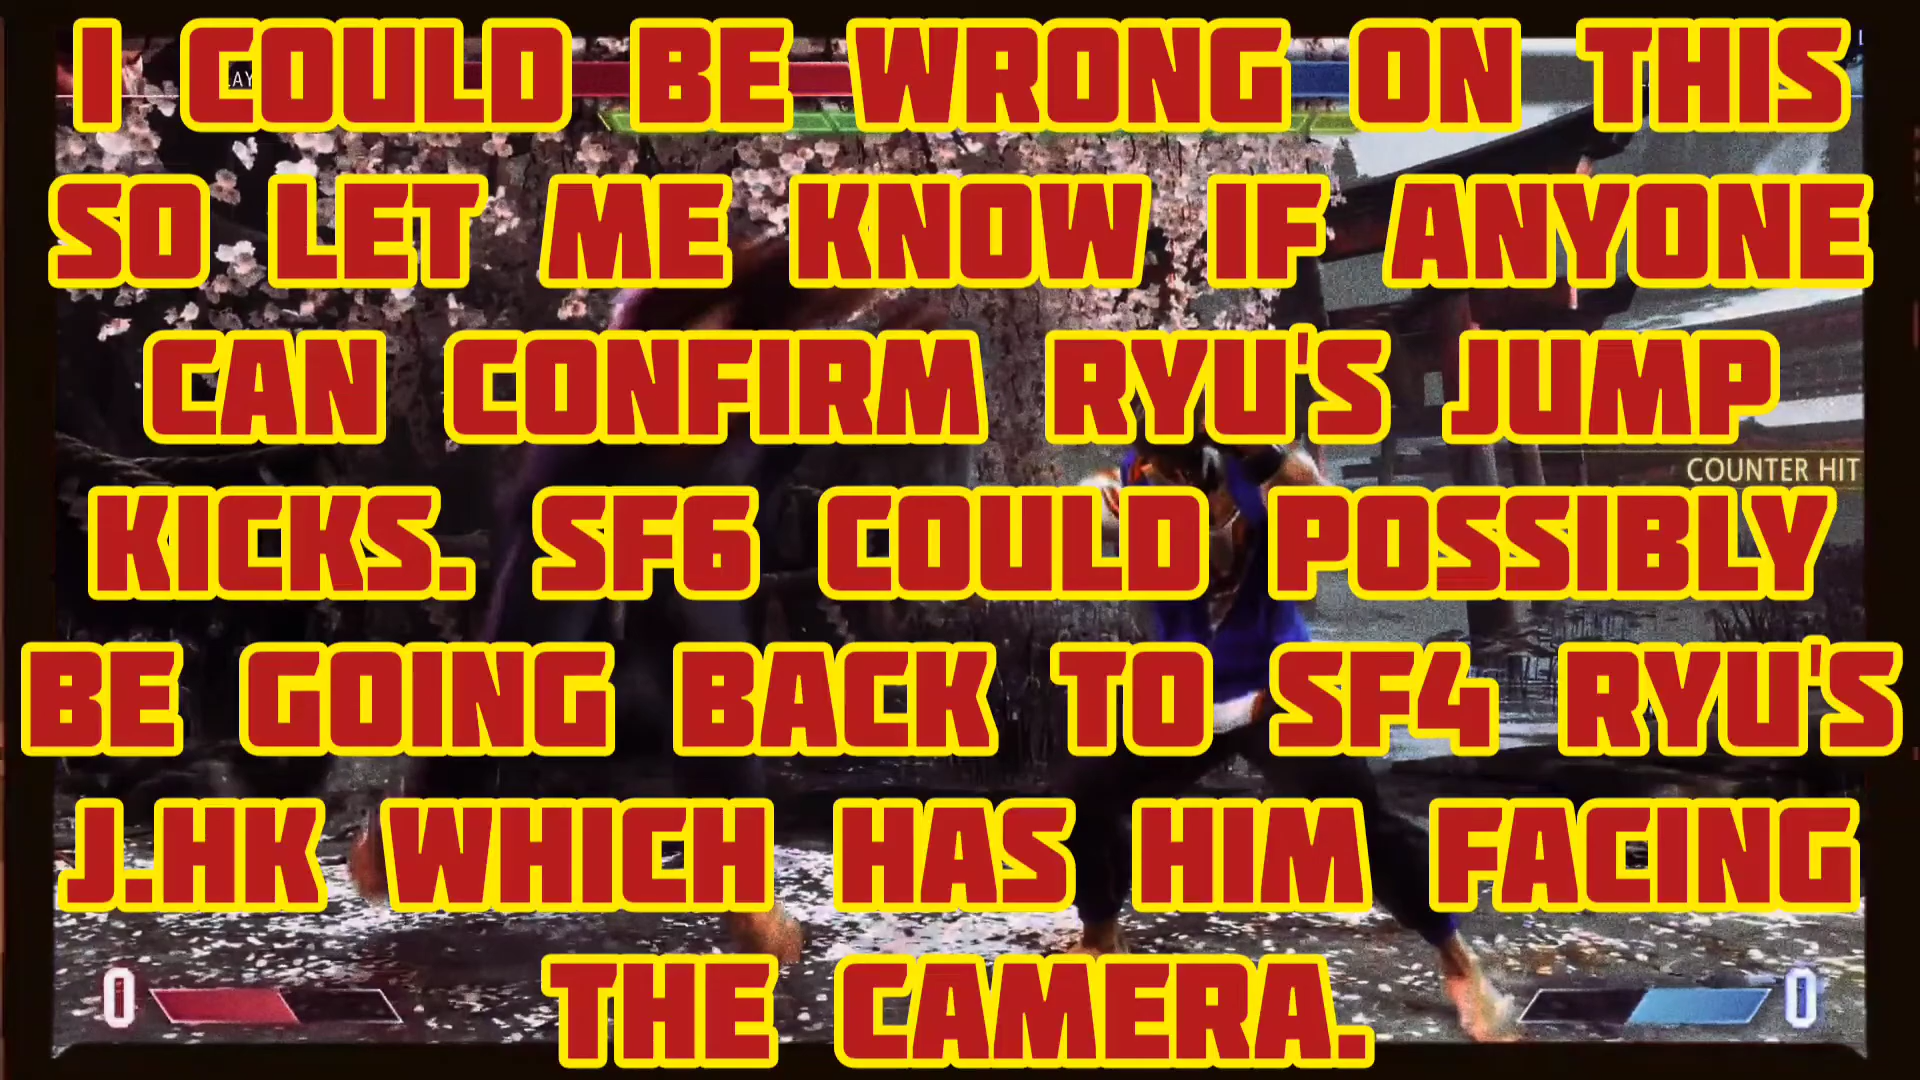 I COULD BE WRONG ON THIS
SO LET ME KNOW IF ANYONE
CAN CONFIRM RYU'S JUMP
COUNTER HIT
KICKS. SF6 COULD POSSIBLY
BE GOING BACK TO SF4 RYU'S
J.HK WHICH HAS HIM FACING
THE CAMERA.
0 0